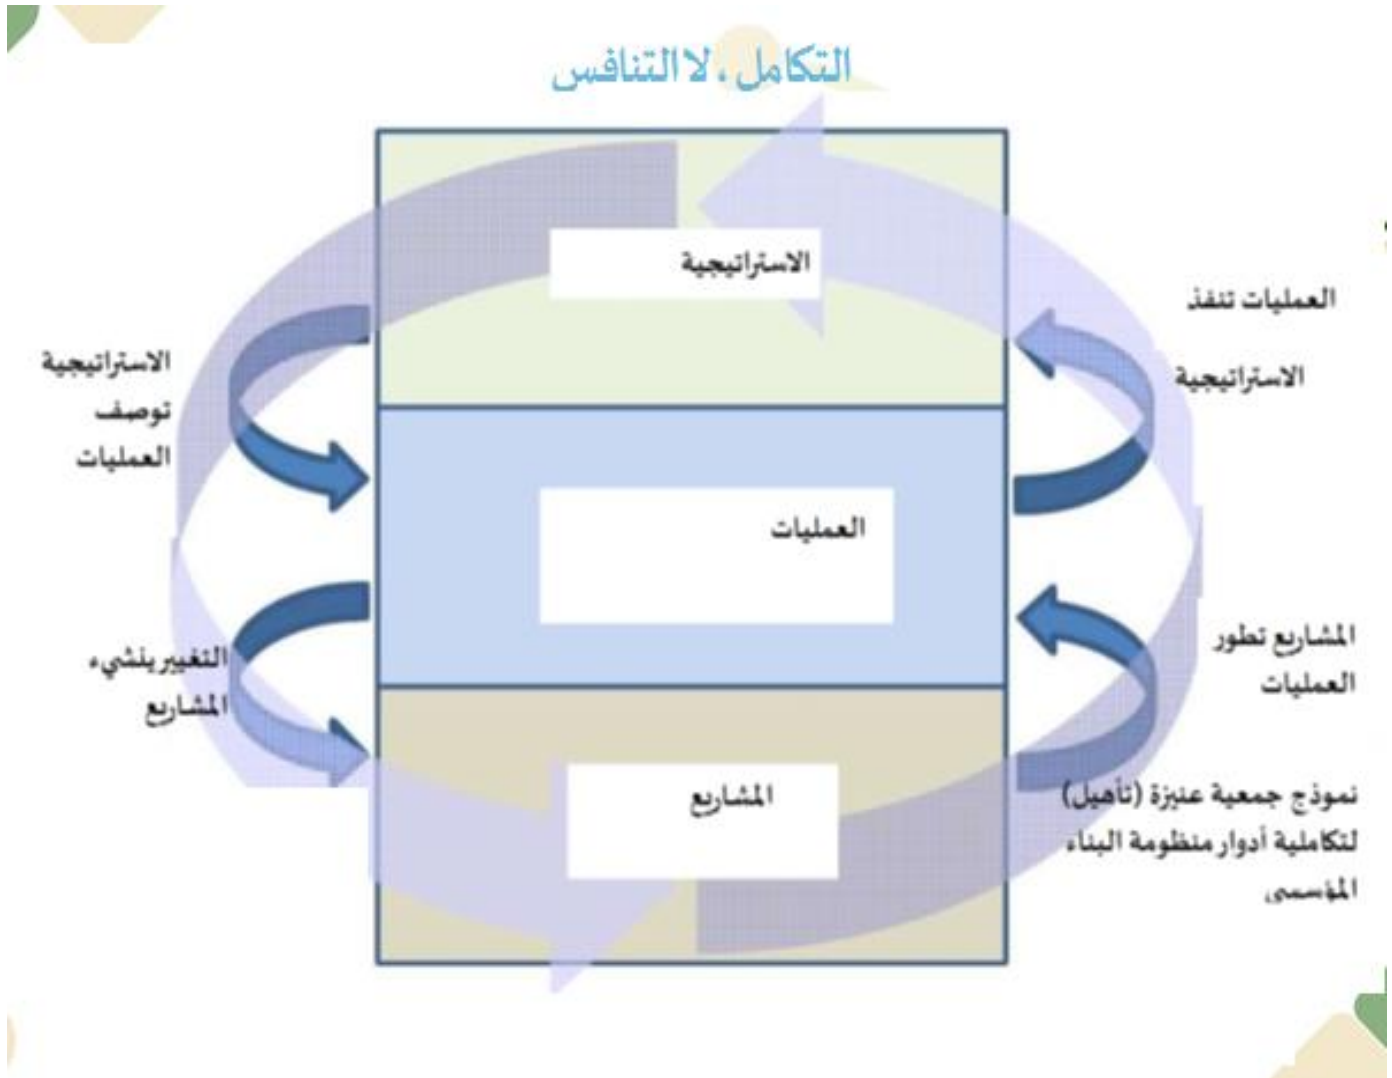 التكامل ، لا التنافس
الاستراتيجية
العمليات تنفذ
الاستراتيجية
الاستراتيجية
توصف
العمليات
العمليات
المشاريع تطور
العمليات
التغيير ينشيء
المشاريع
المشاريع
نموذج جمعية عنيزة (تأهيل)
لتكاملية أدوار منظومة البناء
المؤسسي